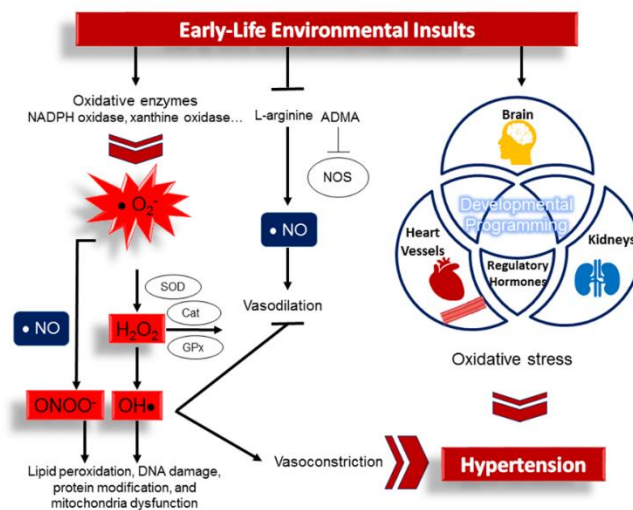 Early-Life Environmental Insults
Oxidative enzymes
NADPH oxidase, xanthine oxidase...
• O₂⁻
SOD
H₂O₂
Cat
GPx
• NO
ONOO⁻
OH•
Lipid peroxidation, DNA damage,
protein modification, and
mitochondria dysfunction
L-arginine
ADMA
NOS
• NO
Vasodilation
Vasoconstriction
Brain
Developmental
Programming
Heart
Vessels
Kidneys
Regulatory
Hormones
Oxidative stress
Hypertension